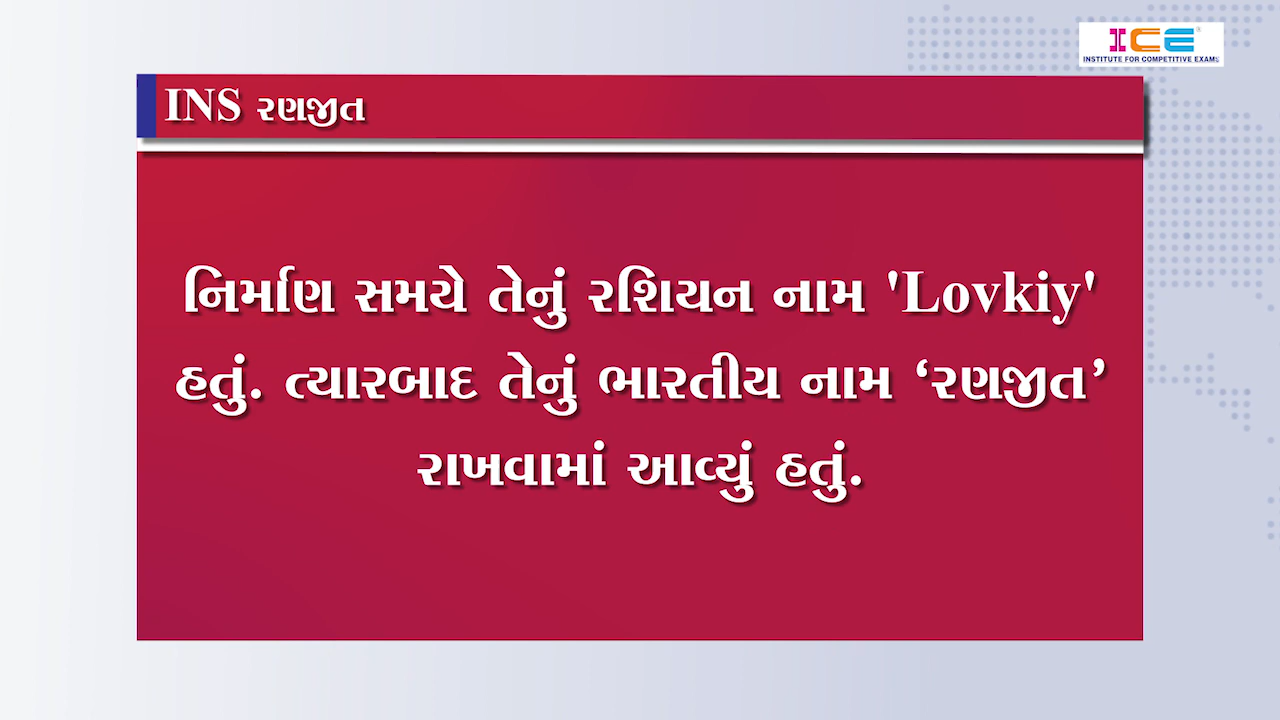 ICE
INSTITUTE FOR COMPETITIVE EXAMS
INS રણજીત
નિર્માણ સમયે તેનું રશિયન નામ 'Lovkiy'
હતું. ત્યારબાદ તેનું ભારતીય નામ ‘રણજીત’
રાખવામાં આવ્યું હતું.